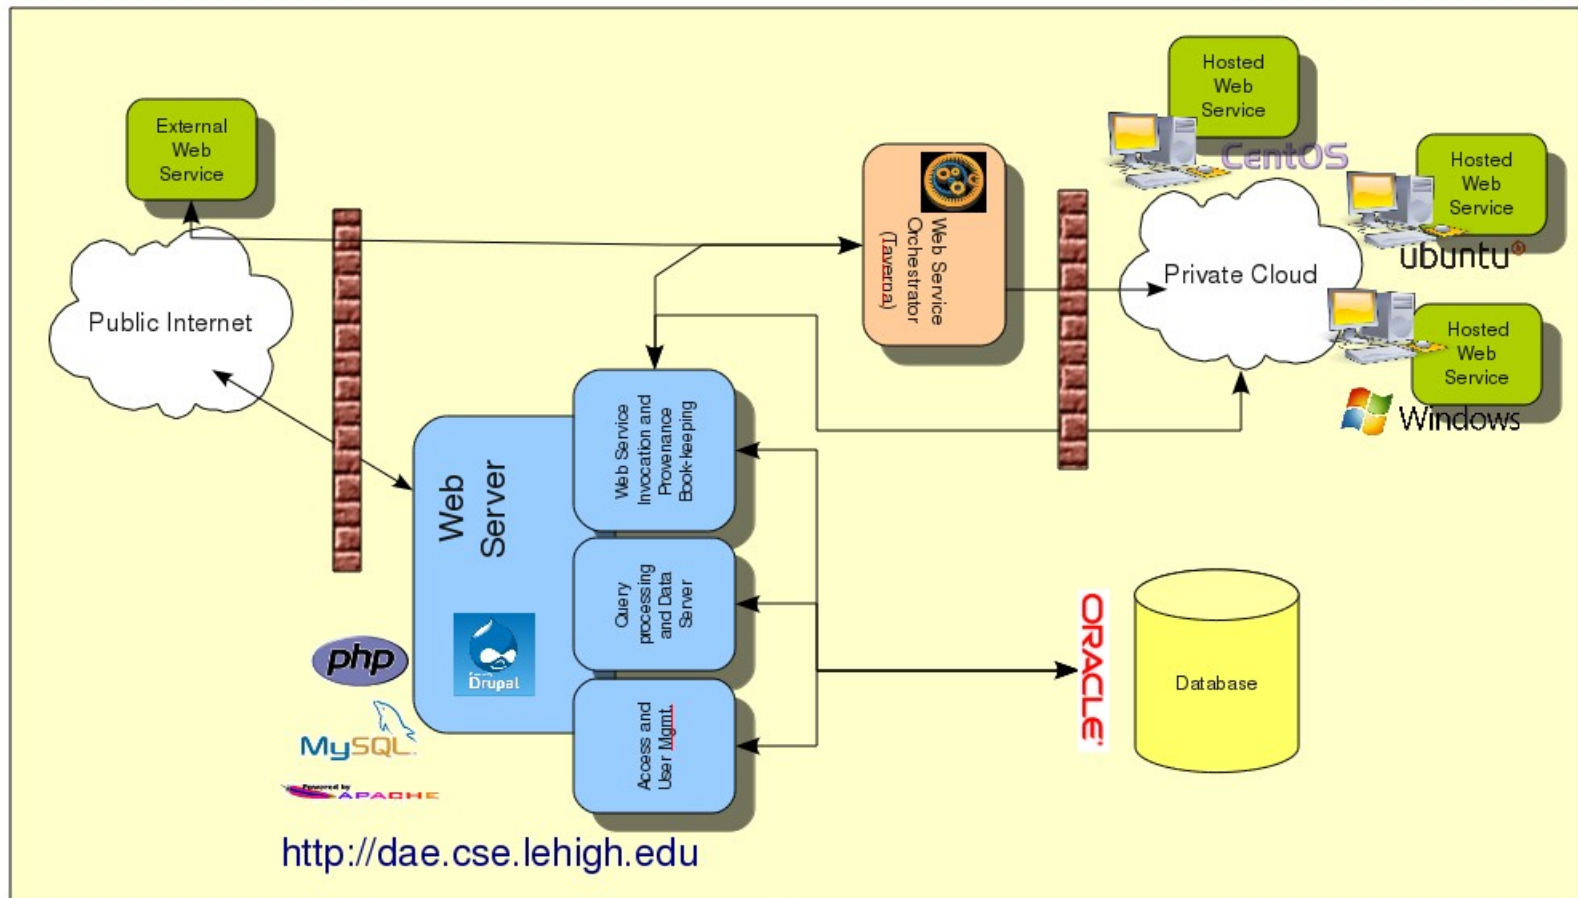 External
Web
Service
Public Internet
Web Service
Orchestrator
(Taverna)
Hosted
Web
Service
CentOS
Hosted
Web
Service
ubuntu®
Private Cloud
Hosted
Web
Service
Windows
Web
Server
Web Service
Invocation and
Provenance
Book-keeping
Query
processing
and Data
Server
Access and
User Mgmt.
Drupal
php
MySQL
Powered by
APACHE
ORACLE
Database
http://dae.cse.lehigh.edu